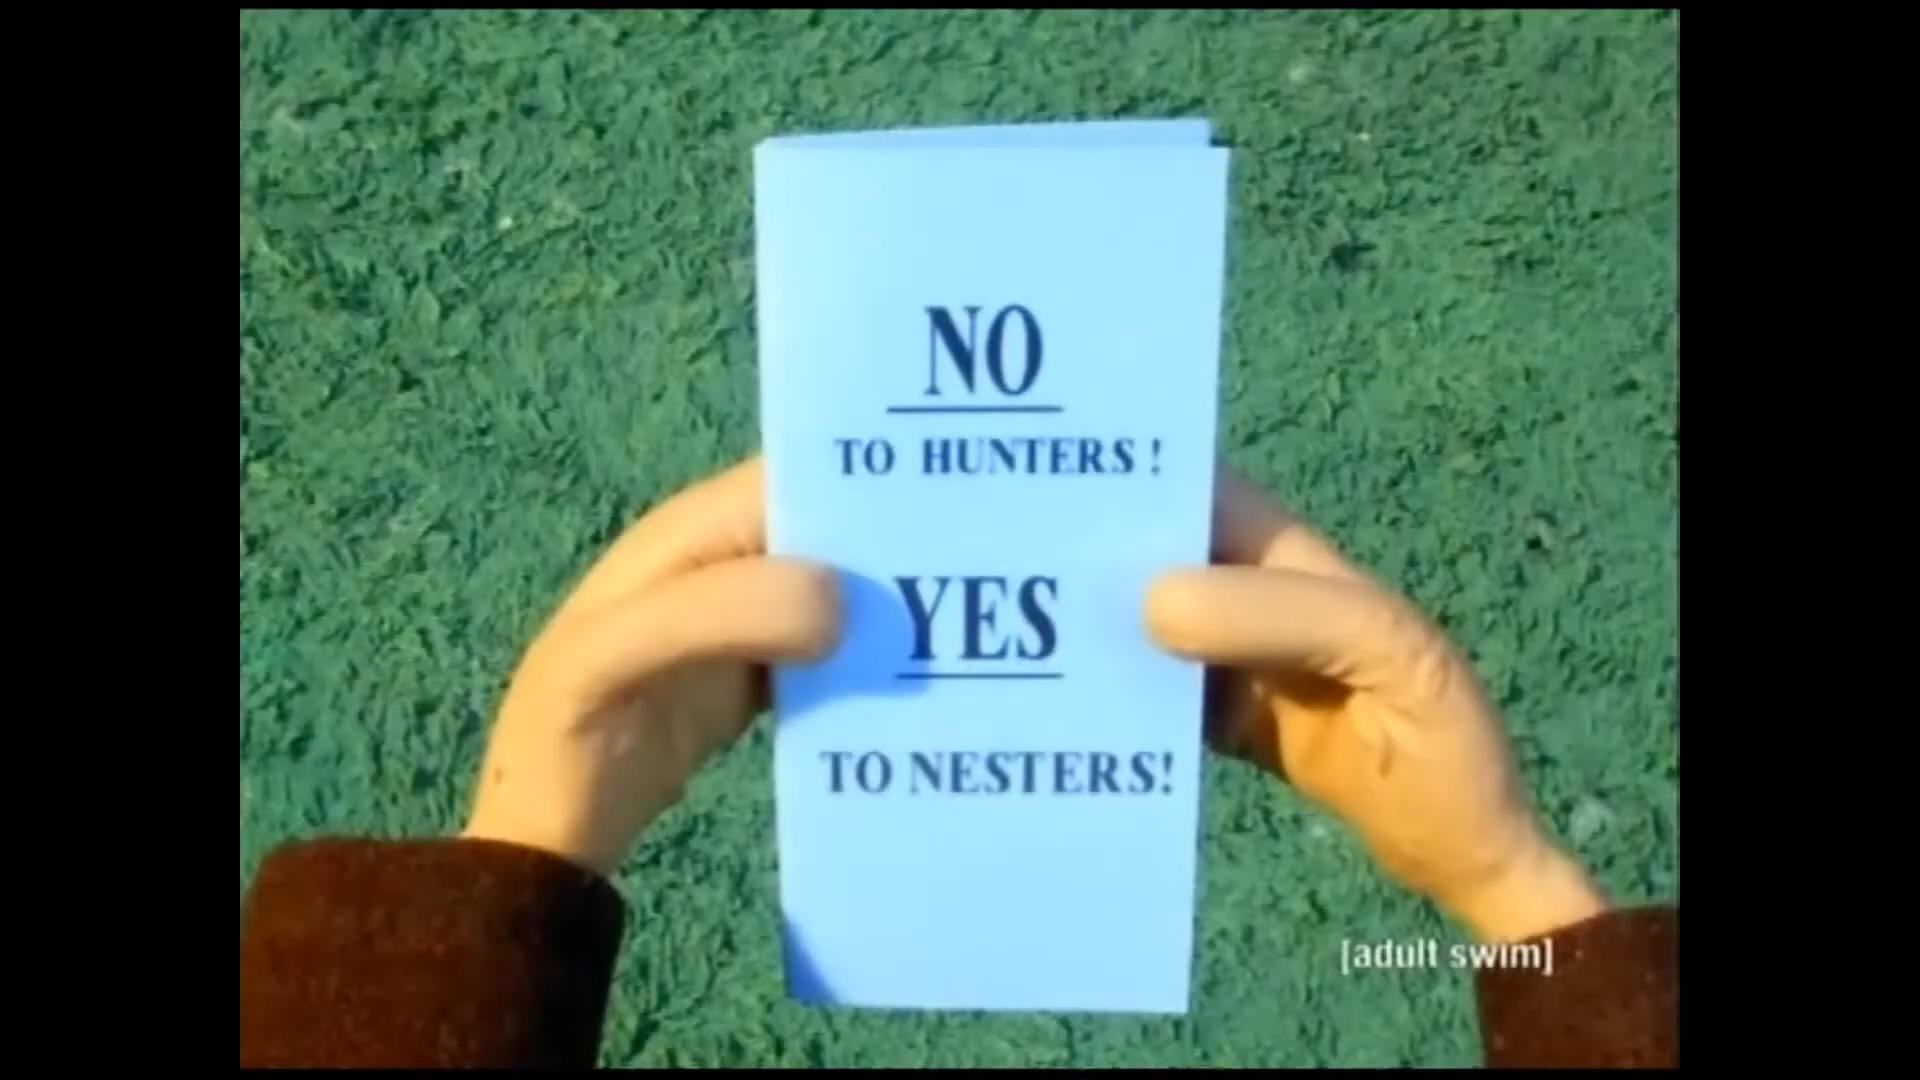 NO
TO HUNTERS!
YES
TO NESTERS!
[adult swim]